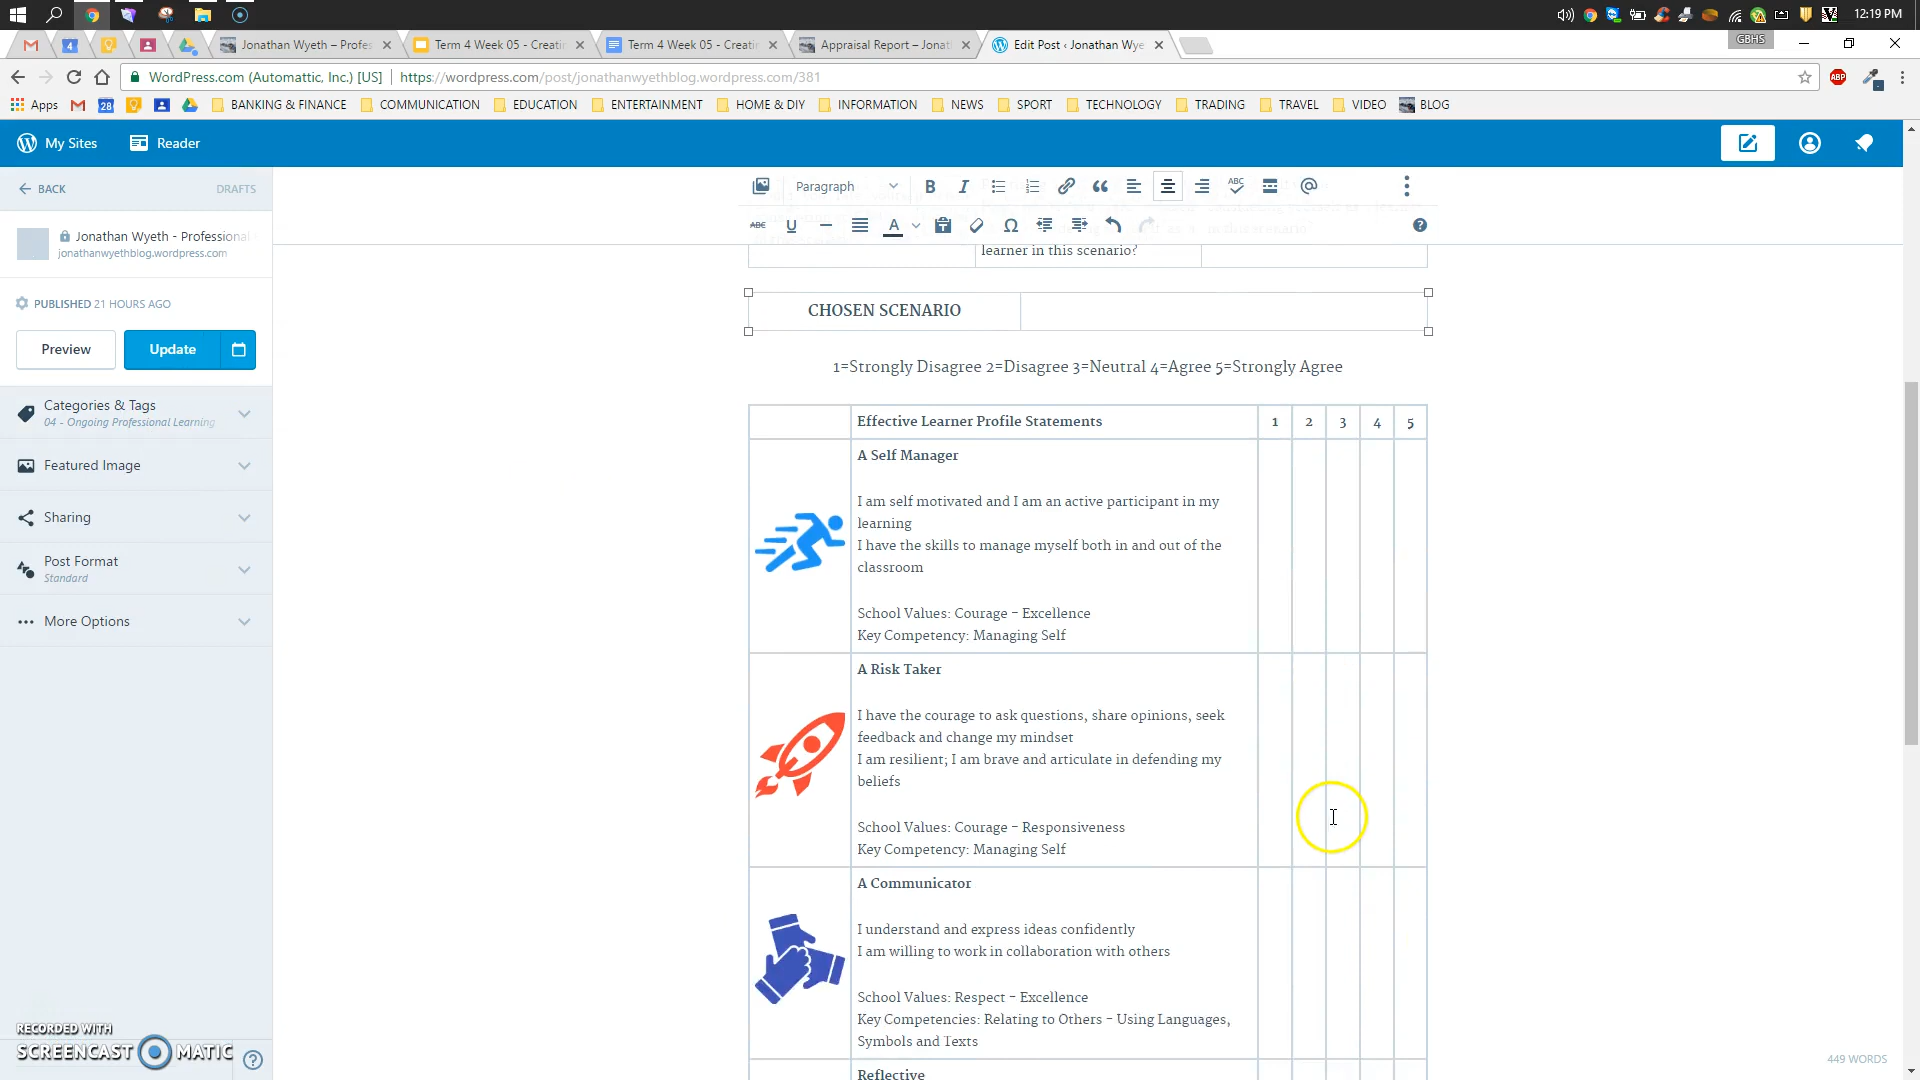 12:19 PM
Jonathan Wyeth – Profes
Term 4 Week 05 - Creatin
Term 4 Week 05 - Creatin
Appraisal Report – Jonat
Edit Post ‹ Jonathan Wye
GBHS
WordPress.com (Automattic, Inc.) [US]
https://wordpress.com/post/jonathanwyethblog.wordpress.com/381
ABP
Apps
28
BANKING & FINANCE
COMMUNICATION
EDUCATION
ENTERTAINMENT
HOME & DIY
INFORMATION
NEWS
SPORT
TECHNOLOGY
TRADING
TRAVEL
VIDEO
BLOG
My Sites
Reader
BACK
DRAFTS
Paragraph
B I
ABC
Jonathan Wyeth - Professional
jonathanwyethblog.wordpress.com
ABC U A
learner in this scenario?
PUBLISHED 21 HOURS AGO
CHOSEN SCENARIO
Preview
Update
1=Strongly Disagree 2=Disagree 3=Neutral 4=Agree 5=Strongly Agree
Categories & Tags
04 - Ongoing Professional Learning
Featured Image
Sharing
Post Format
Standard
More Options
Effective Learner Profile Statements 1 2 3 4 5
A Self Manager
I am self motivated and I am an active participant in my
learning
I have the skills to manage myself both in and out of the
classroom
School Values: Courage – Excellence
Key Competency: Managing Self
A Risk Taker
I have the courage to ask questions, share opinions, seek
feedback and change my mindset
I am resilient; I am brave and articulate in defending my
beliefs
School Values: Courage – Responsiveness
Key Competency: Managing Self
A Communicator
I understand and express ideas confidently
I am willing to work in collaboration with others
School Values: Respect – Excellence
Key Competencies: Relating to Others – Using Languages,
Symbols and Texts
Reflective
RECORDED WITH
SCREENCAST MATIC
449 WORDS